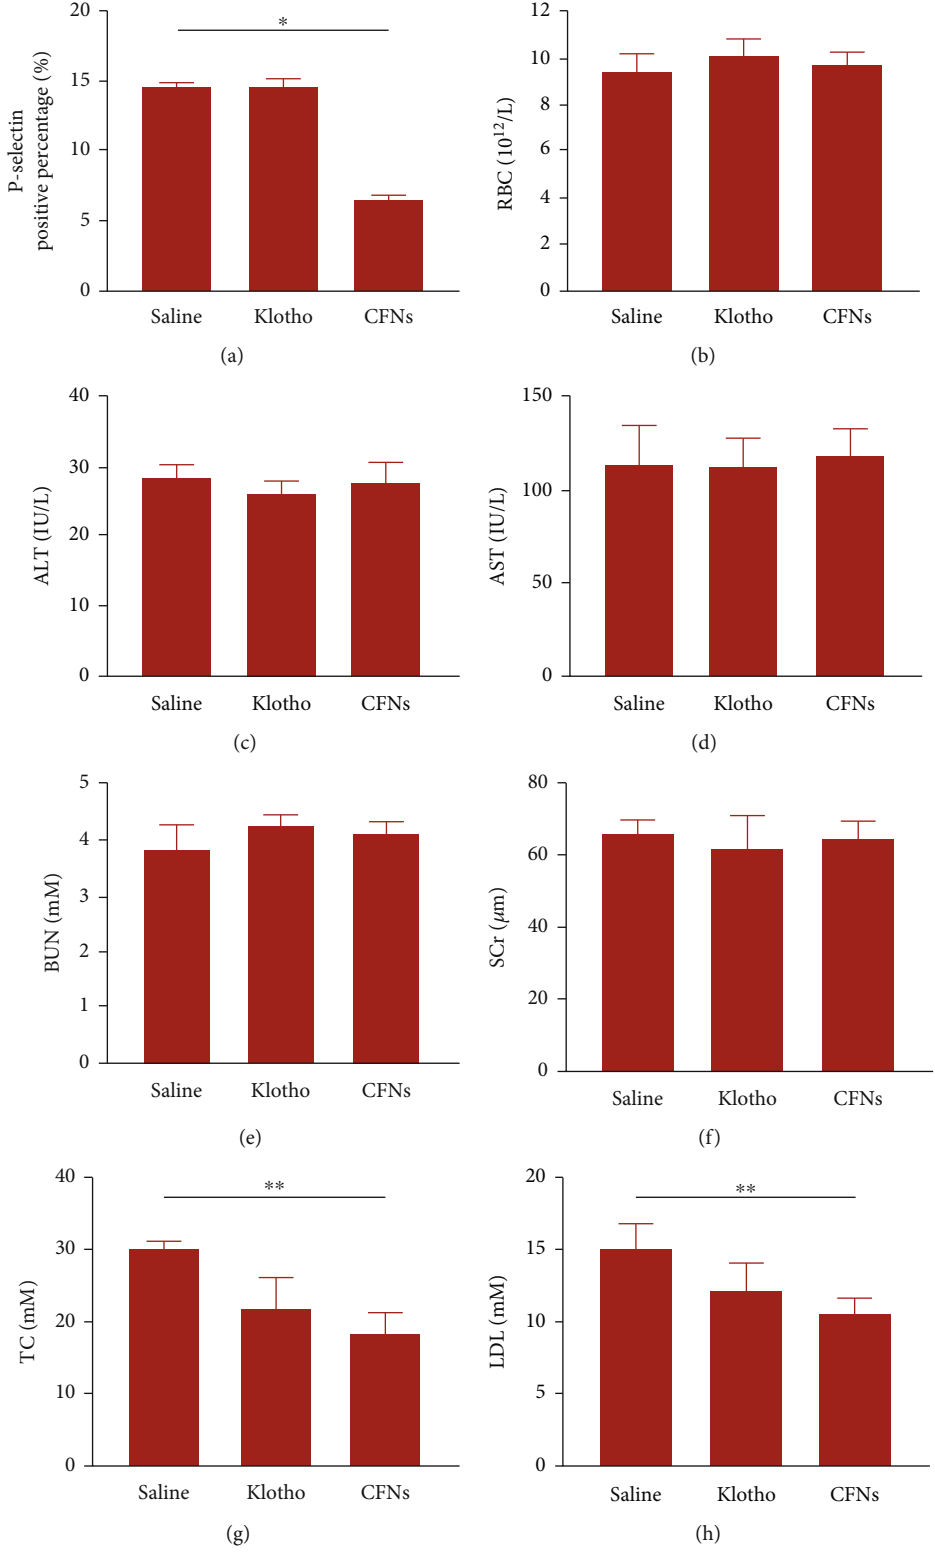 20
15
10
5
0
P-selectin
positive percentage (%)
*
Saline Klotho CFNs
(a)
12
10
8
6
4
2
0
RBC (10¹²/L)
Saline Klotho CFNs
(b)
40
30
20
10
0
ALT (IU/L)
Saline Klotho CFNs
(c)
150
100
50
0
AST (IU/L)
Saline Klotho CFNs
(d)
5
4
3
2
1
0
BUN (mM)
Saline Klotho CFNs
(e)
80
60
40
20
0
SCr (μm)
Saline Klotho CFNs
(f)
40
30
20
10
0
TC (mM)
**
Saline Klotho CFNs
(g)
20
15
10
5
0
LDL (mM)
**
Saline Klotho CFNs
(h)